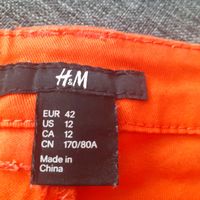 H&M
EUR 42
US 12
CA 12
CN 170/80A
Made in
China